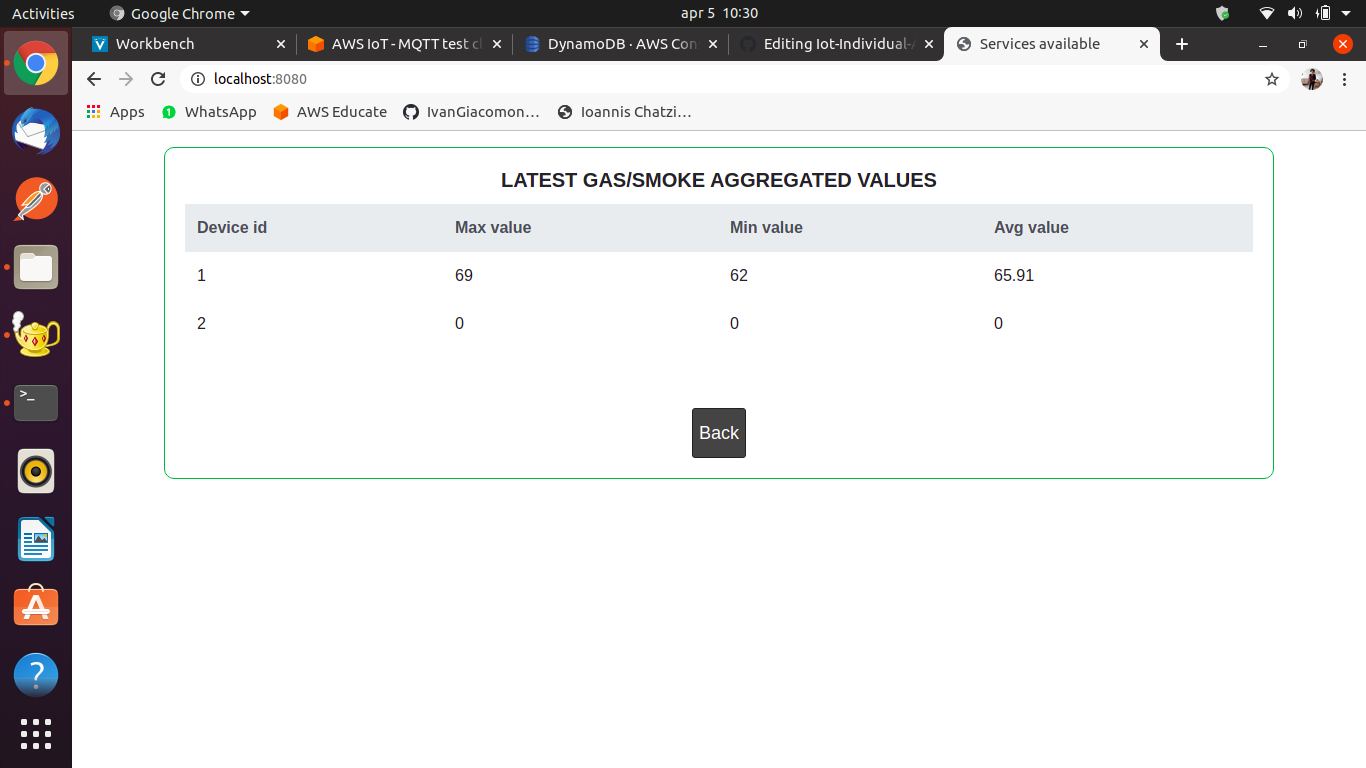 Activities Google Chrome apr 5 10:30
Workbench AWS IoT - MQTT test cl DynamoDB · AWS Con Editing Iot-Individual-A Services available
localhost:8080
Apps 1 WhatsApp AWS Educate IvanGiacomon… Ioannis Chatzi…
LATEST GAS/SMOKE AGGREGATED VALUES
Device id Max value Min value Avg value
1 69 62 65.91
2 0 0 0
Back